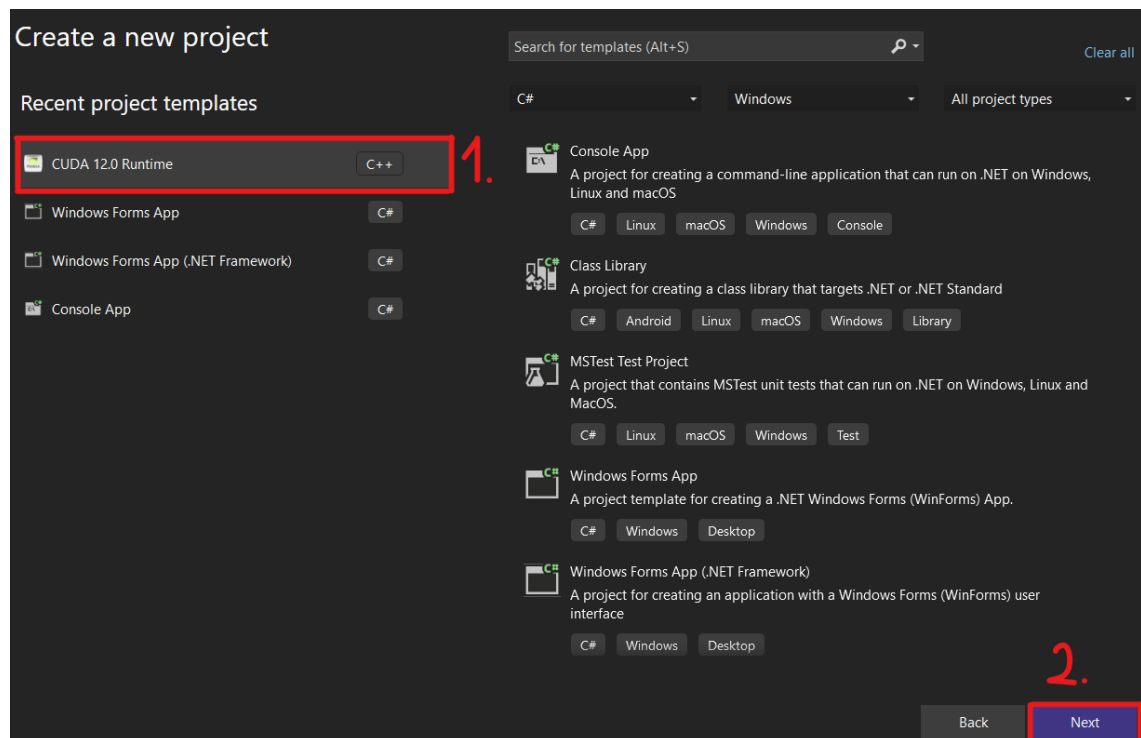 Create a new project
Search for templates (Alt+S)
Clear all
Recent project templates
C#
Windows
All project types
CUDA 12.0 Runtime
C++
1.
Windows Forms App
C#
Windows Forms App (.NET Framework)
C#
Console App
C#
Console App
A project for creating a command-line application that can run on .NET on Windows,
Linux and macOS
C# Linux macOS Windows Console
Class Library
A project for creating a class library that targets .NET or .NET Standard
C# Android Linux macOS Windows Library
MSTest Test Project
A project that contains MSTest unit tests that can run on .NET on Windows, Linux and
MacOS.
C# Linux macOS Windows Test
Windows Forms App
A project template for creating a .NET Windows Forms (WinForms) App.
C# Windows Desktop
Windows Forms App (.NET Framework)
A project for creating an application with a Windows Forms (WinForms) user
interface
C# Windows Desktop
2.
Back
Next